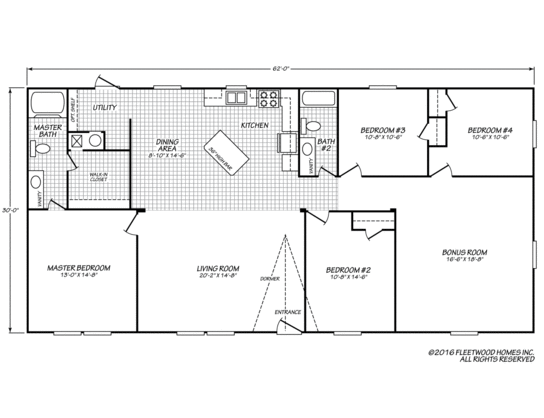 62'-0"
30'-0"
OPT. SHELF
UTILITY
MASTER
BATH
VANITY
WALK-IN
CLOSET
DINING
AREA
8'-10" X 14'-6"
KITCHEN
36" HIGH BAR
BATH
#2
VANITY
BEDROOM #3
10'-8" X 10'-6"
BEDROOM #4
10'-6" X 10'-6"
MASTER BEDROOM
13'-0" X 14'-8"
LIVING ROOM
20'-2" X 14'-8"
DORMER
ENTRANCE
BEDROOM #2
10'-8" X 14'-6"
BONUS ROOM
16'-6" X 18'-8"
©2016 FLEETWOOD HOMES INC.
ALL RIGHTS RESERVED